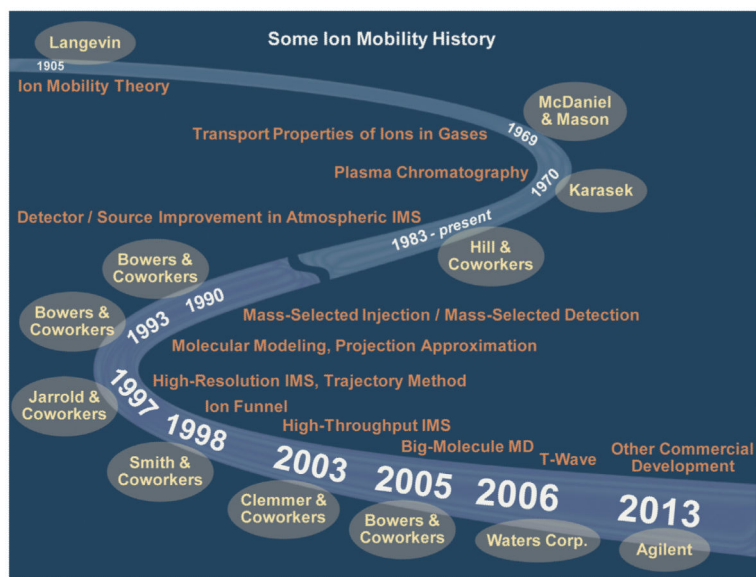 Some Ion Mobility History
Langevin
1905
Ion Mobility Theory
McDaniel
& Mason
1969
Transport Properties of Ions in Gases
Plasma Chromatography
1970
Karasek
Detector / Source Improvement in Atmospheric IMS
1983 - present
Hill &
Coworkers
Bowers &
Coworkers
1990
Mass-Selected Injection / Mass-Selected Detection
Bowers &
Coworkers
1993
Molecular Modeling, Projection Approximation
1997
High-Resolution IMS, Trajectory Method
Jarrold &
Coworkers
Ion Funnel
1998
Smith &
Coworkers
High-Throughput IMS
2003
Clemmer &
Coworkers
Big-Molecule MD
2005
Bowers &
Coworkers
T-Wave
2006
Waters Corp.
Other Commercial
Development
2013
Agilent